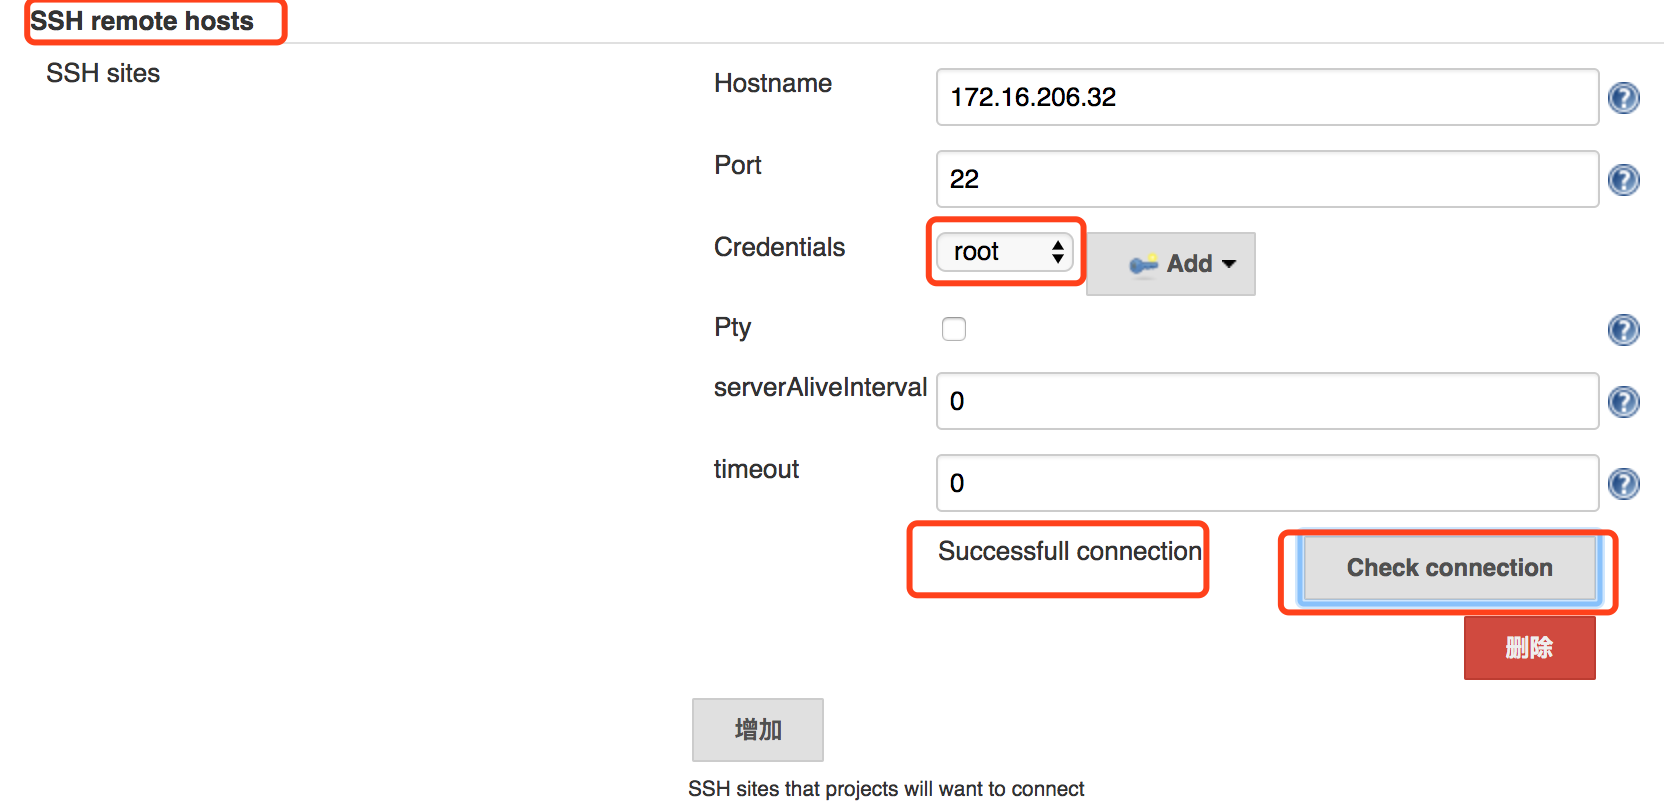 SSH remote hosts
SSH sites
Hostname
172.16.206.32
Port
22
Credentials
root
Add
Pty
serverAliveInterval
0
timeout
0
Successfull connection
Check connection
删除
增加
SSH sites that projects will want to connect